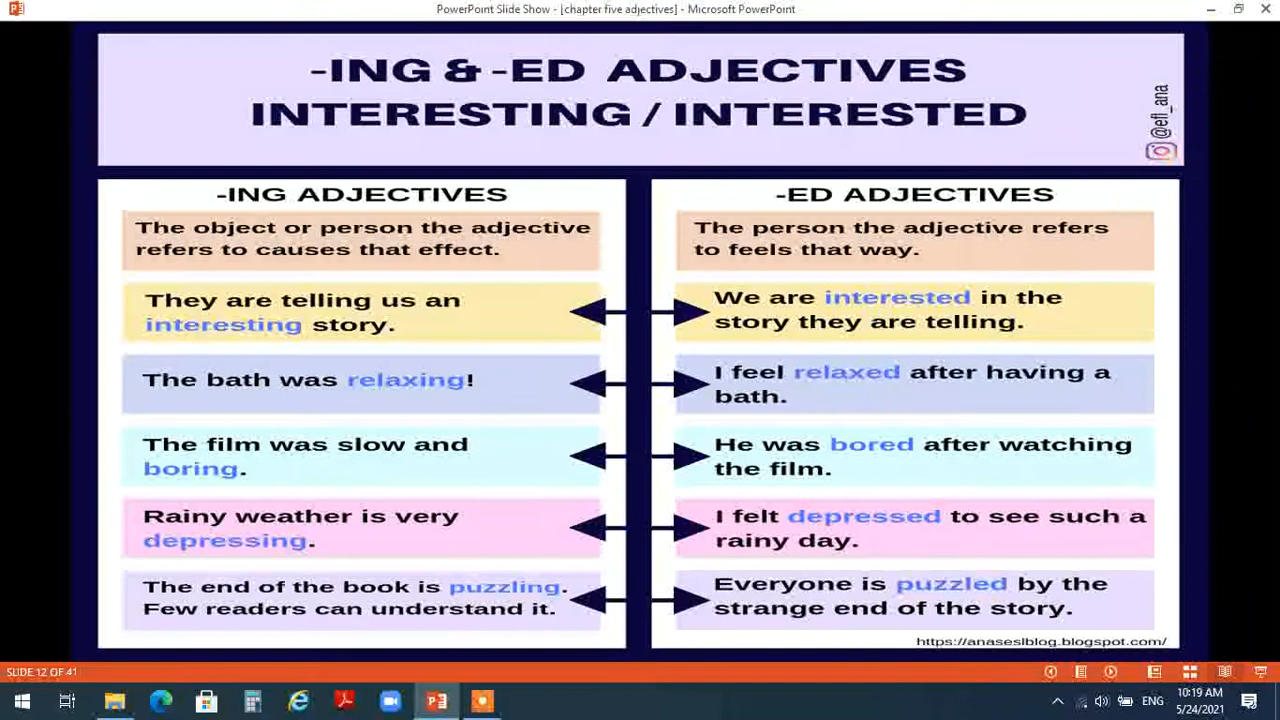 PowerPoint Slide Show - [chapter five adjectives] - Microsoft PowerPoint
-ING & -ED ADJECTIVES
INTERESTING / INTERESTED
@efl_ana
-ING ADJECTIVES
The object or person the adjective
refers to causes that effect.
They are telling us an
interesting story.
The bath was relaxing!
The film was slow and
boring.
Rainy weather is very
depressing.
The end of the book is puzzling.
Few readers can understand it.
-ED ADJECTIVES
The person the adjective refers
to feels that way.
We are interested in the
story they are telling.
I feel relaxed after having a
bath.
He was bored after watching
the film.
I felt depressed to see such a
rainy day.
Everyone is puzzled by the
strange end of the story.
https://anaseslblog.blogspot.com/
SLIDE 12 OF 41
ENG
10:19 AM
5/24/2021